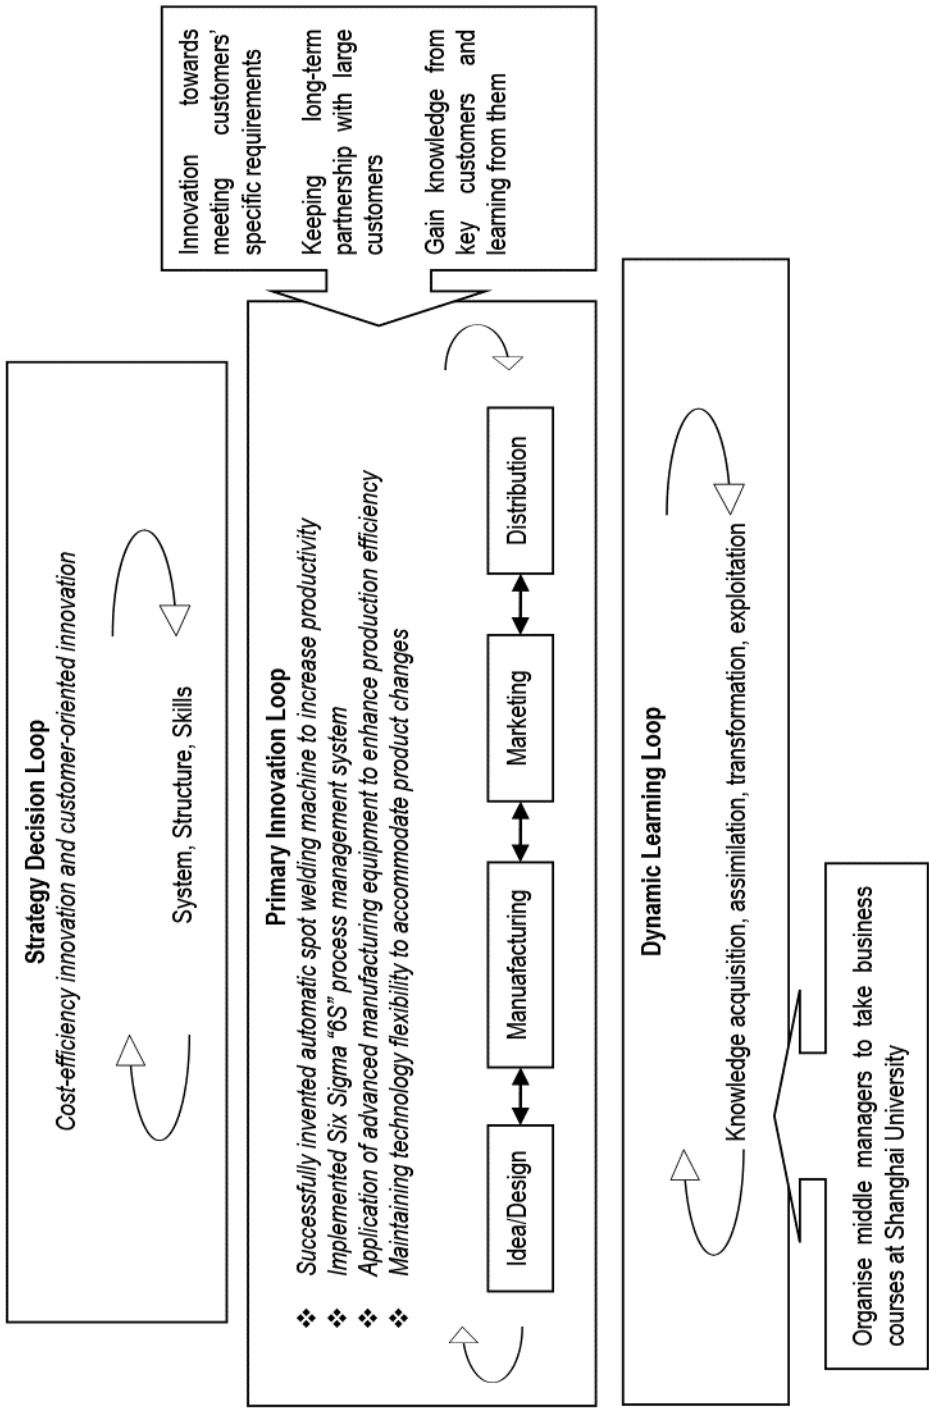 Strategy Decision Loop
Cost-efficiency innovation and customer-oriented innovation
System, Structure, Skills
Primary Innovation Loop
❖ Successfully invented automatic spot welding machine to increase productivity
❖ Implemented Six Sigma “6S” process management system
❖ Application of advanced manufacturing equipment to enhance production efficiency
❖ Maintaining technology flexibility to accommodate product changes
Idea/Design
Manuafacturing
Marketing
Distribution
Innovation towards
meeting customers’
specific requirements
Keeping long-term
partnership with large
customers
Gain knowledge from
key customers and
learning from them
Dynamic Learning Loop
Knowledge acquisition, assimilation, transformation, exploitation
Organise middle managers to take business
courses at Shanghai University